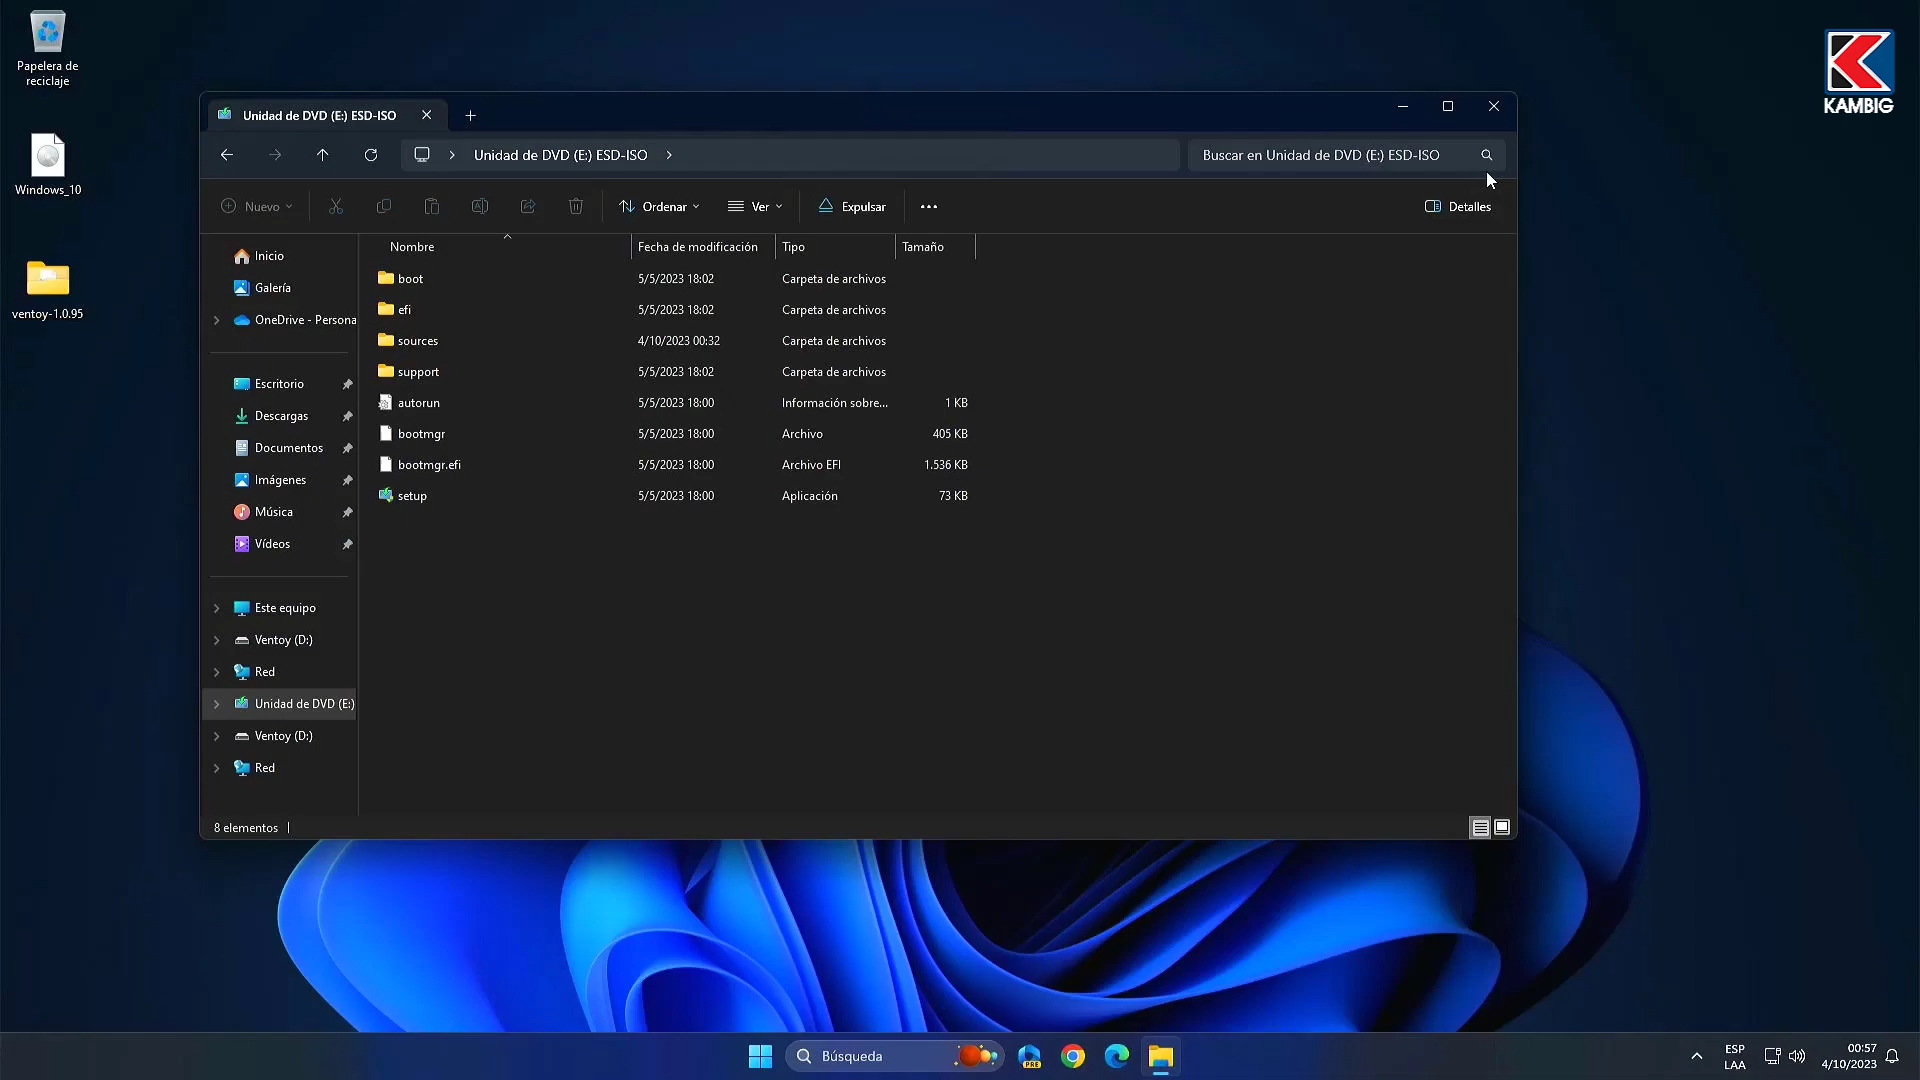 Papelera de
reciclaje
Windows_10
ventoy-1.0.95
KAMBIG
Unidad de DVD (E:) ESD-ISO
Unidad de DVD (E:) ESD-ISO
Buscar en Unidad de DVD (E:) ESD-ISO
Nuevo
Ordenar
Ver
Expulsar
Detalles
Inicio
Galería
OneDrive - Persona
Escritorio
Descargas
Documentos
Imágenes
Música
Vídeos
Este equipo
Ventoy (D:)
Red
Unidad de DVD (E:)
Ventoy (D:)
Red
Nombre Fecha de modificación Tipo Tamaño
boot 5/5/2023 18:02 Carpeta de archivos
efi 5/5/2023 18:02 Carpeta de archivos
sources 4/10/2023 00:32 Carpeta de archivos
support 5/5/2023 18:02 Carpeta de archivos
autorun 5/5/2023 18:00 Información sobre... 1 KB
bootmgr 5/5/2023 18:00 Archivo 405 KB
bootmgr.efi 5/5/2023 18:00 Archivo EFI 1.536 KB
setup 5/5/2023 18:00 Aplicación 73 KB
8 elementos
Búsqueda
PRE
ESP
LAA
00:57
4/10/2023